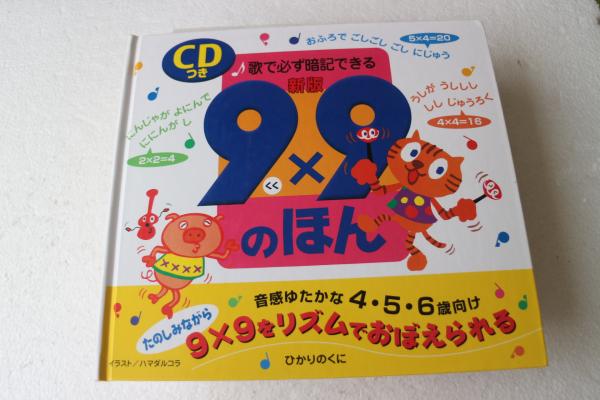 CD
つき
歌で必ず暗記できる
新版
9×9
くく
のほん
おふろで ごしごし ごし にじゅう
5×4=20
うしが うししし
しし じゅうろく
4×4=16
にんじゃが よにんで
ににんが し
2×2=4
音感ゆたかな 4・5・6歳向け
たのしみながら
9×9をリズムでおぼえられる
イラスト/ハマダルコラ
ひかりのくに